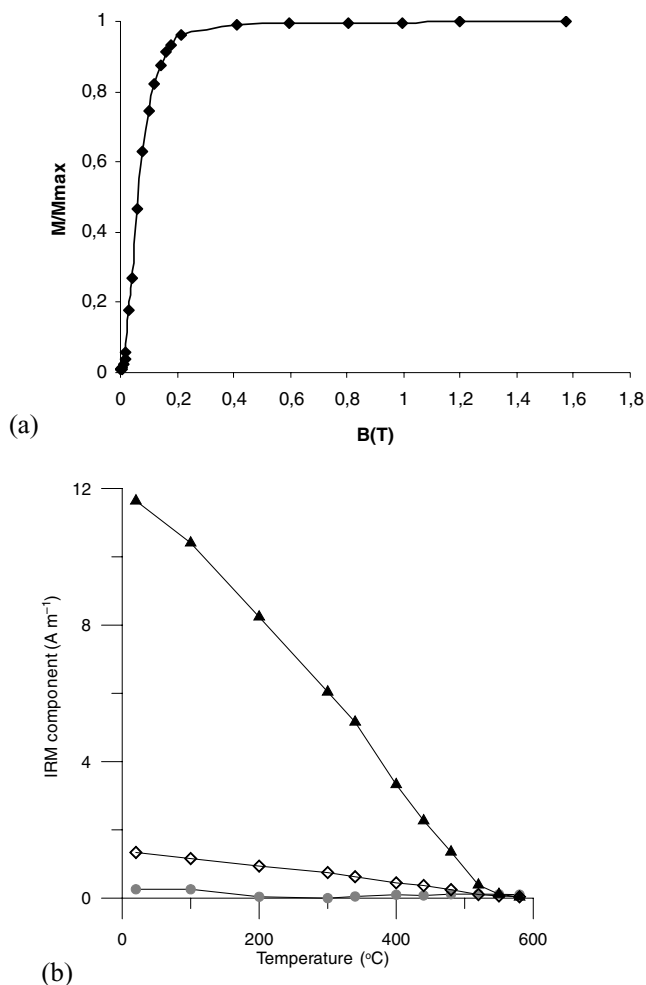 1
0,8
0,6
0,4
0,2
0
M/Mmax
0 0,2 0,4 0,6 0,8 1 1,2 1,4 1,6 1,8
B(T)
(a)
12
8
4
0
IRM component (A m⁻¹)
0 200 400 600
Temperature (°C)
(b)